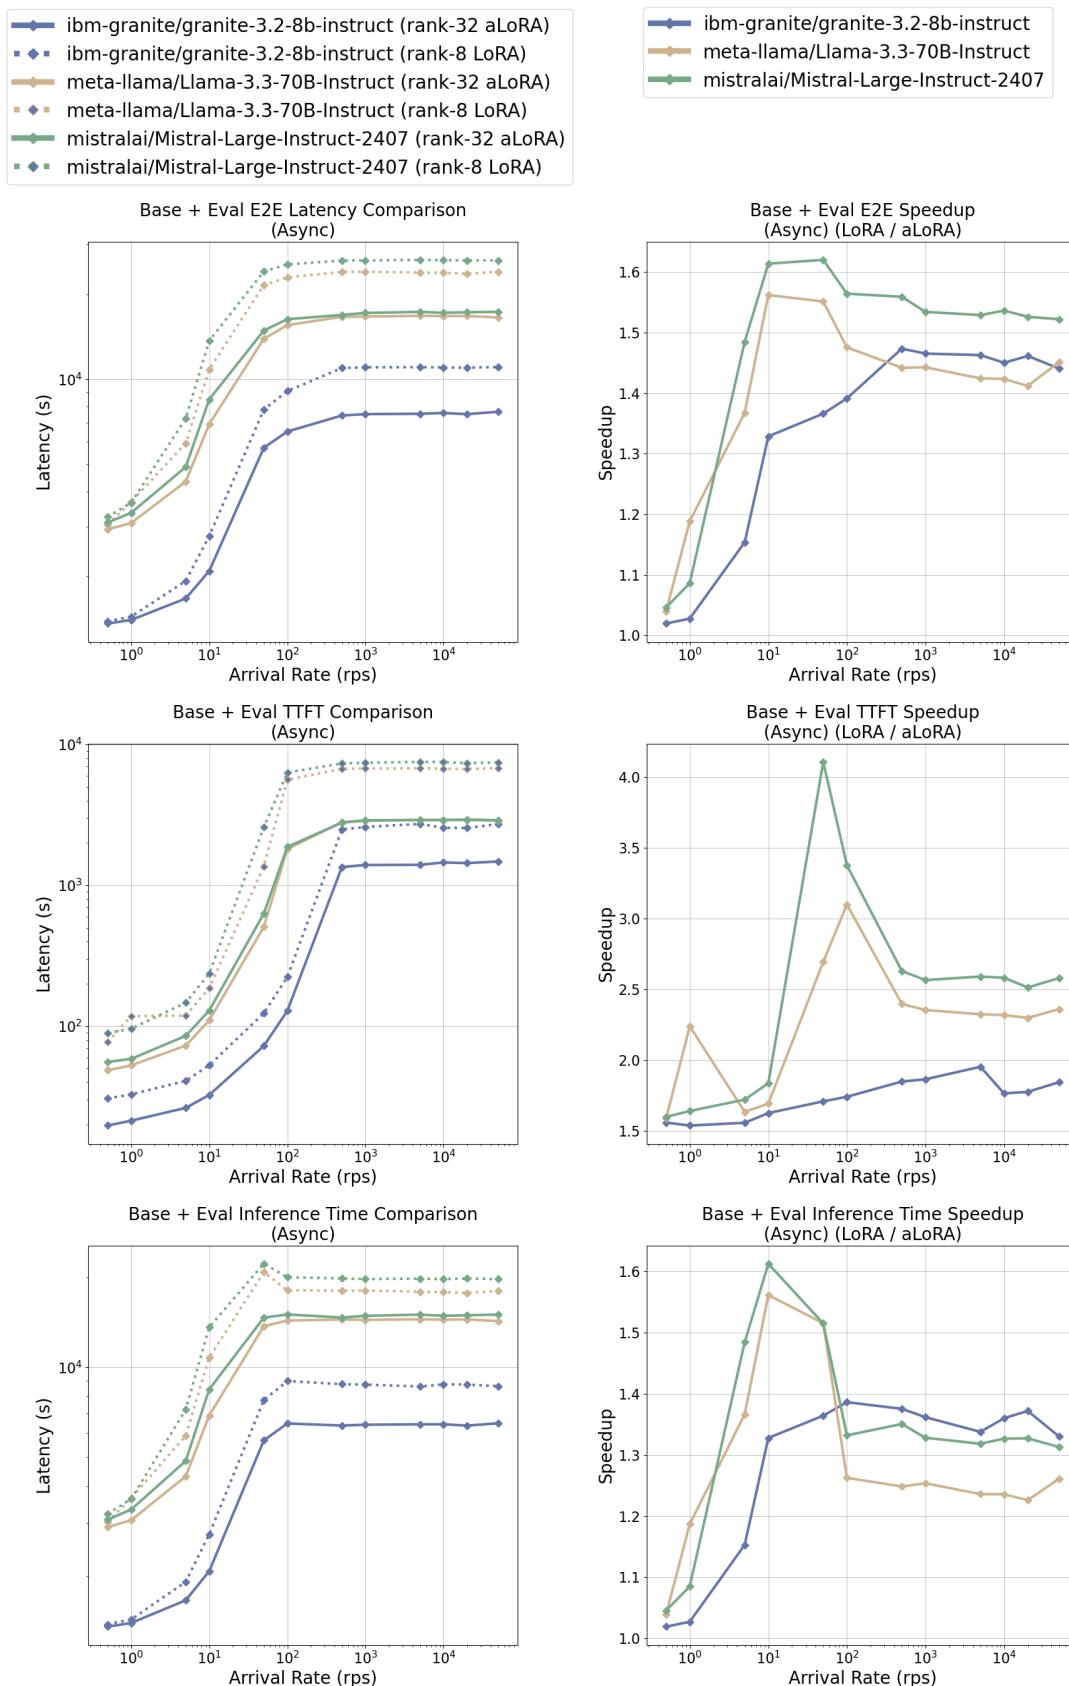 ibm-granite/granite-3.2-8b-instruct (rank-32 aLoRA)
ibm-granite/granite-3.2-8b-instruct (rank-8 LoRA)
meta-llama/Llama-3.3-70B-Instruct (rank-32 aLoRA)
meta-llama/Llama-3.3-70B-Instruct (rank-8 LoRA)
mistralai/Mistral-Large-Instruct-2407 (rank-32 aLoRA)
mistralai/Mistral-Large-Instruct-2407 (rank-8 LoRA)
ibm-granite/granite-3.2-8b-instruct
meta-llama/Llama-3.3-70B-Instruct
mistralai/Mistral-Large-Instruct-2407
Base + Eval E2E Latency Comparison
(Async)
Latency (s)
10⁴
10⁰ 10¹ 10² 10³ 10⁴
Arrival Rate (rps)
Base + Eval E2E Speedup
(Async) (LoRA / aLoRA)
Speedup
1.6
1.5
1.4
1.3
1.2
1.1
1.0
10⁰ 10¹ 10² 10³ 10⁴
Arrival Rate (rps)
Base + Eval TTFT Comparison
(Async)
Latency (s)
10⁴
10³
10²
10⁰ 10¹ 10² 10³ 10⁴
Arrival Rate (rps)
Base + Eval TTFT Speedup
(Async) (LoRA / aLoRA)
Speedup
4.0
3.5
3.0
2.5
2.0
1.5
10⁰ 10¹ 10² 10³ 10⁴
Arrival Rate (rps)
Base + Eval Inference Time Comparison
(Async)
Latency (s)
10⁴
10⁰ 10¹ 10² 10³ 10⁴
Arrival Rate (rps)
Base + Eval Inference Time Speedup
(Async) (LoRA / aLoRA)
Speedup
1.6
1.5
1.4
1.3
1.2
1.1
1.0
10⁰ 10¹ 10² 10³ 10⁴
Arrival Rate (rps)